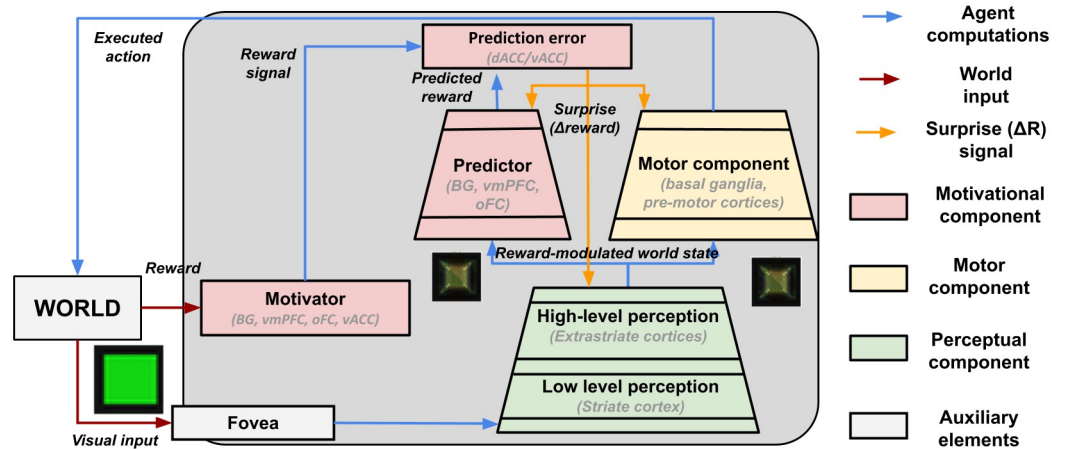 Executed
action
Reward
signal
Prediction error
(dACC/vACC)
Predicted
reward
Surprise
(Δreward)
Predictor
(BG, vmPFC,
oFC)
Motor component
(basal ganglia,
pre-motor cortices)
Reward-modulated world state
Reward
WORLD
Motivator
(BG, vmPFC, oFC, vACC)
High-level perception
(Extrastriate cortices)
Low level perception
(Striate cortex)
Fovea
Visual input
Agent
computations
World
input
Surprise (ΔR)
signal
Motivational
component
Motor
component
Perceptual
component
Auxiliary
elements